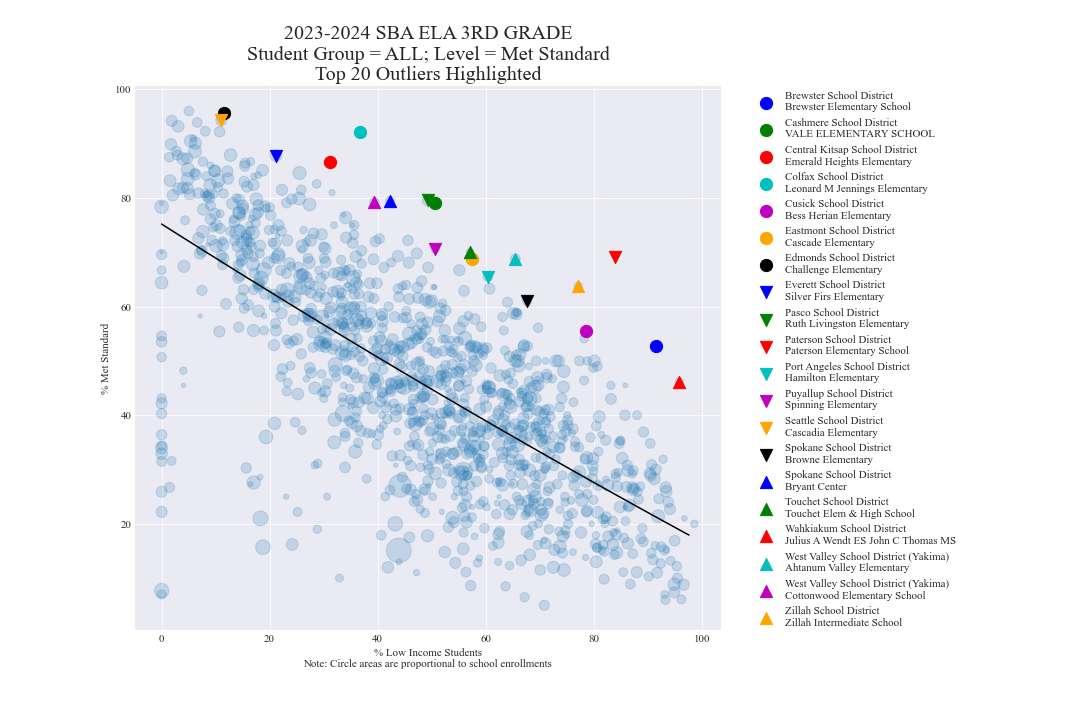 2023-2024 SBA ELA 3RD GRADE
Student Group = ALL; Level = Met Standard
Top 20 Outliers Highlighted
100
80
60
40
20
% Met Standard
0
20
40
60
80
100
% Low Income Students
Note: Circle areas are proportional to school enrollments
Brewster School District
Brewster Elementary School
Cashmere School District
VALE ELEMENTARY SCHOOL
Central Kitsap School District
Emerald Heights Elementary
Colfax School District
Leonard M Jennings Elementary
Cusick School District
Bess Herian Elementary
Eastmont School District
Cascade Elementary
Edmonds School District
Challenge Elementary
Everett School District
Silver Firs Elementary
Pasco School District
Ruth Livingston Elementary
Paterson School District
Paterson Elementary School
Port Angeles School District
Hamilton Elementary
Puyallup School District
Spinning Elementary
Seattle School District
Cascadia Elementary
Spokane School District
Browne Elementary
Spokane School District
Bryant Center
Touchet School District
Touchet Elem & High School
Wahkiakum School District
Julius A Wendt ES John C Thomas MS
West Valley School District (Yakima)
Ahtanum Valley Elementary
West Valley School District (Yakima)
Cottonwood Elementary School
Zillah School District
Zillah Intermediate School